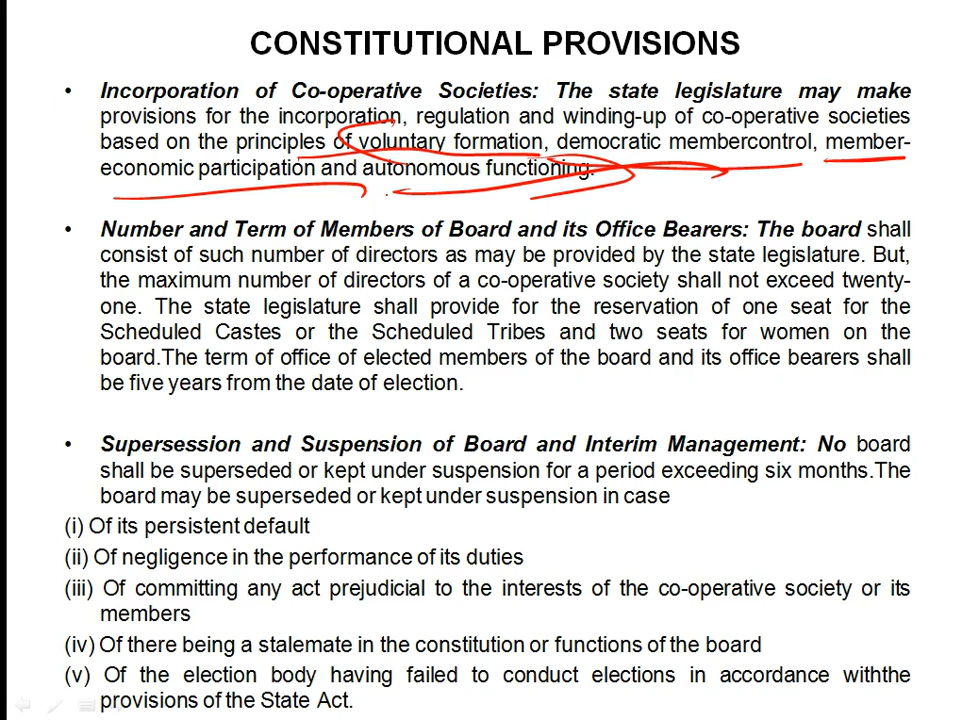 CONSTITUTIONAL PROVISIONS
• Incorporation of Co-operative Societies: The state legislature may make
provisions for the incorporation, regulation and winding-up of co-operative societies
based on the principles of voluntary formation, democratic membercontrol, member-
economic participation and autonomous functioning.
• Number and Term of Members of Board and its Office Bearers: The board shall
consist of such number of directors as may be provided by the state legislature. But,
the maximum number of directors of a co-operative society shall not exceed twenty-
one. The state legislature shall provide for the reservation of one seat for the
Scheduled Castes or the Scheduled Tribes and two seats for women on the
board.The term of office of elected members of the board and its office bearers shall
be five years from the date of election.
• Supersession and Suspension of Board and Interim Management: No board
shall be superseded or kept under suspension for a period exceeding six months.The
board may be superseded or kept under suspension in case
(i) Of its persistent default
(ii) Of negligence in the performance of its duties
(iii) Of committing any act prejudicial to the interests of the co-operative society or its
members
(iv) Of there being a stalemate in the constitution or functions of the board
(v) Of the election body having failed to conduct elections in accordance withthe
provisions of the State Act.